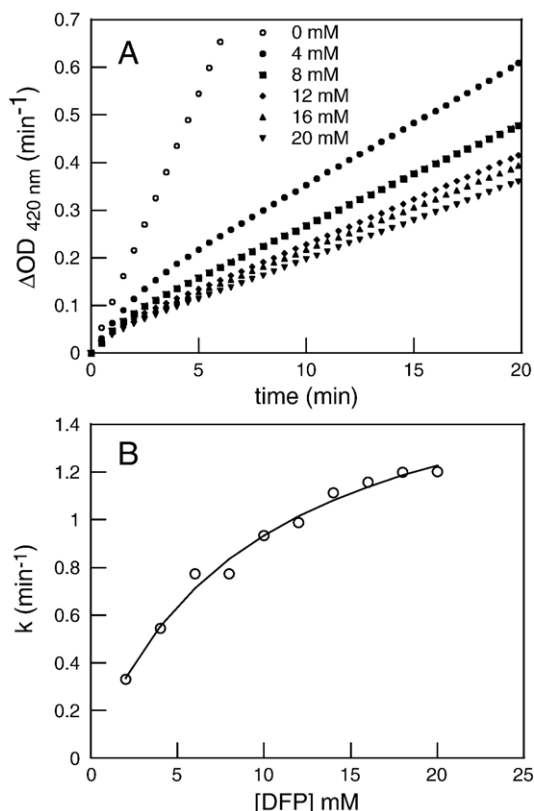 A
0 mM
4 mM
8 mM
12 mM
16 mM
20 mM
0.7
0.6
0.5
0.4
0.3
0.2
0.1
0
ΔOD 420 nm (min-1)
0 5 10 15 20
time (min)
B
1.4
1.2
1
0.8
0.6
0.4
0.2
0
k (min-1)
0 5 10 15 20 25
[DFP] mM